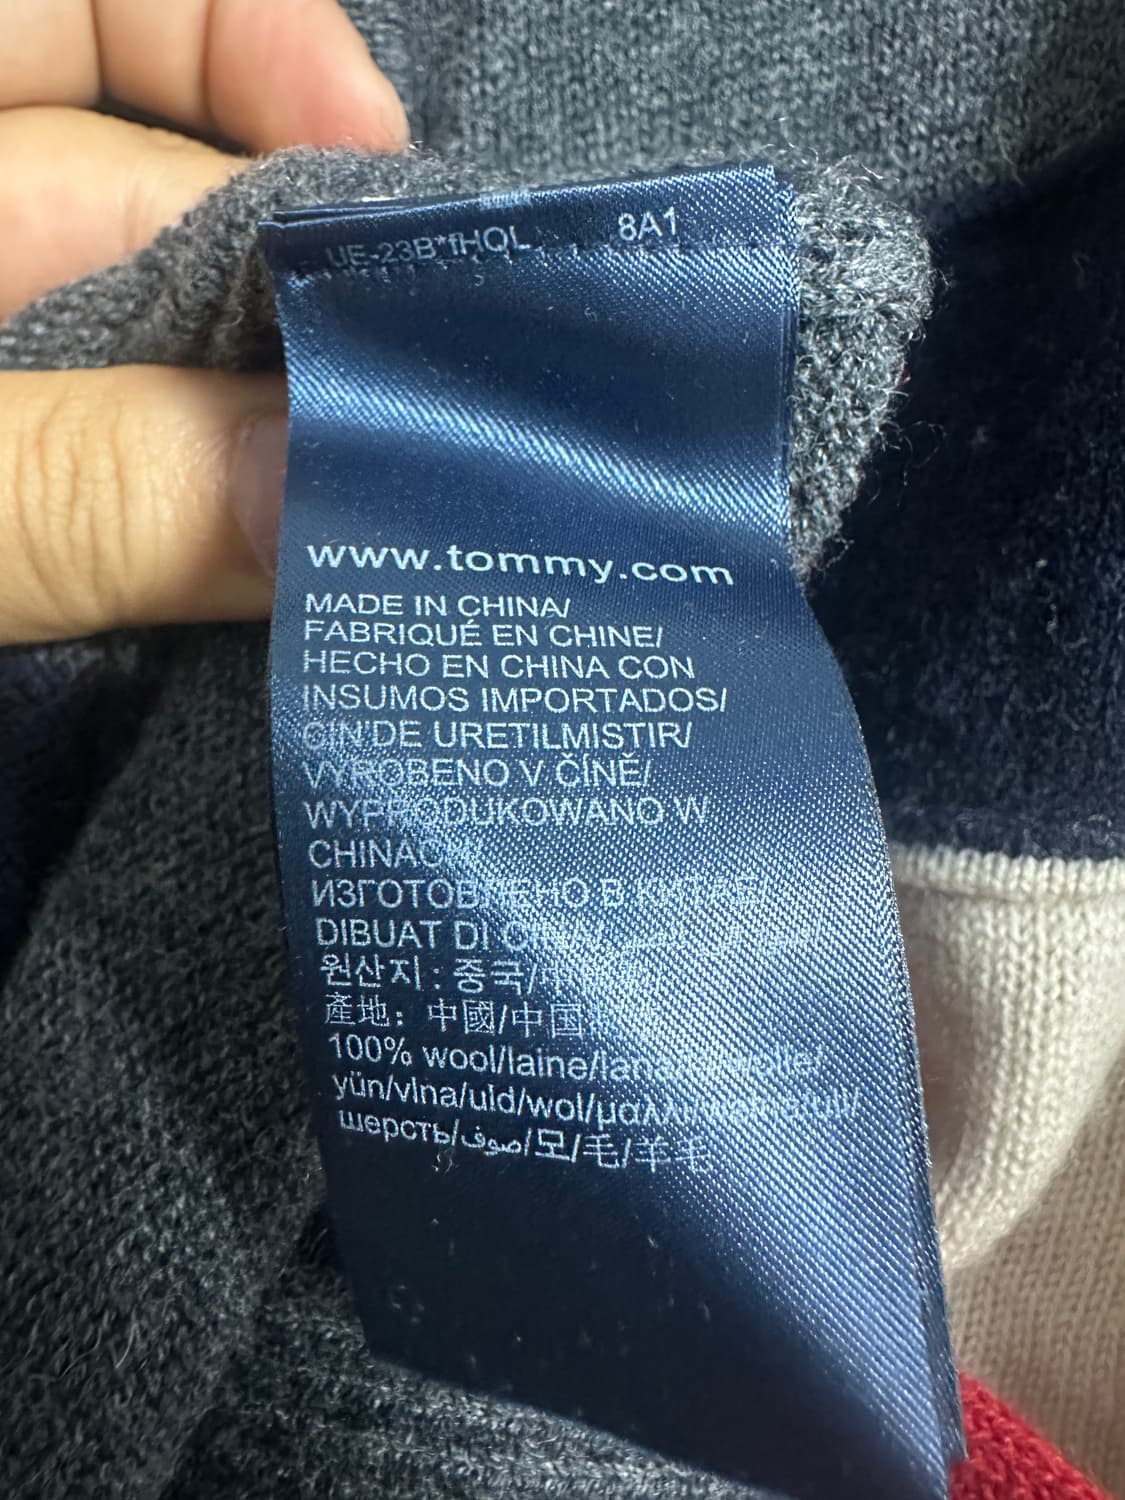 UE-23B*fHQL 8A1
www.tommy.com
MADE IN CHINA/
FABRIQUÉ EN CHINE/
HECHO EN CHINA CON
INSUMOS IMPORTADOS/
CIN'DE URETILMISTIR/
VYROBENO V ČÍNĚ/
WYPRODUKOWANO W
ИЗГОТОВЛЕНО В КИТАЕ/
DIBUAT DI
원산지 : 중국/
產地: 中國/中国
100% wool/laine/lana/
yün/vlna/uld/wol/
шерсть/صوف/모/毛/羊毛